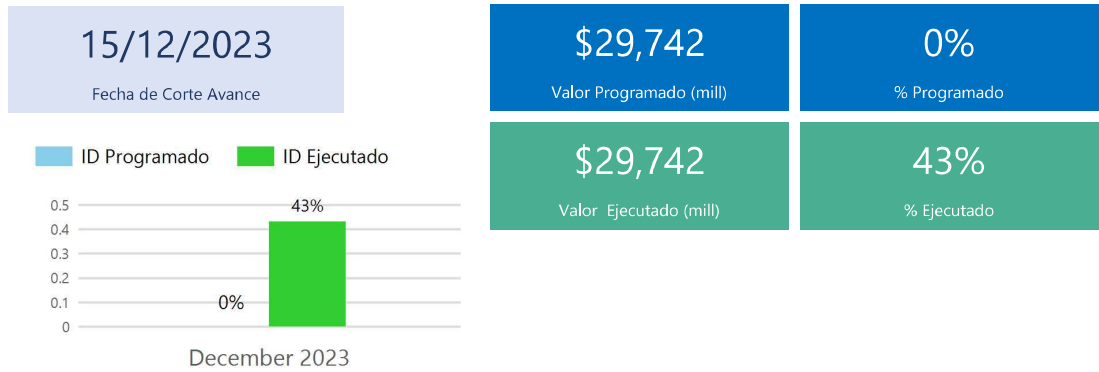 15/12/2023
Fecha de Corte Avance
$29,742
Valor Programado (mill)
0%
% Programado
$29,742
Valor Ejecutado (mill)
43%
% Ejecutado
ID Programado
ID Ejecutado
0.5
0.4
0.3
0.2
0.1
0
43%
0%
December 2023